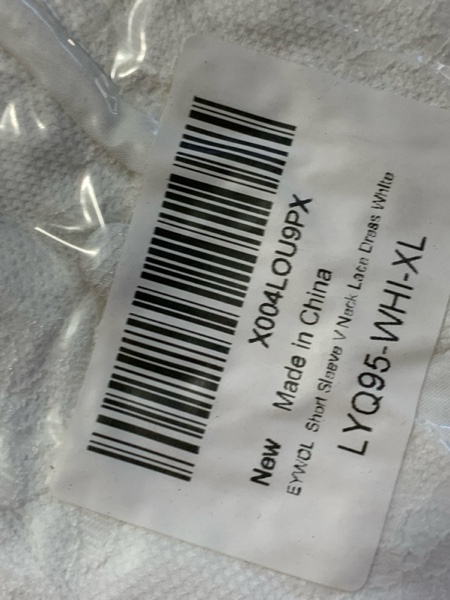 X004LOU9PX
New Made in China
EYWOL Short Sleeve V Neck Lace Dress White
LYQ95-WHI-XL